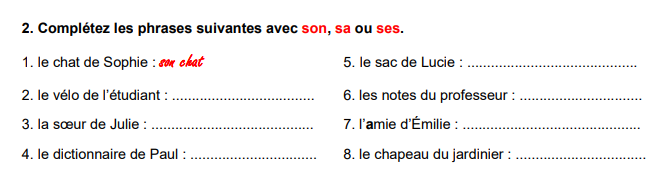 2. Complétez les phrases suivantes avec son, sa ou ses.
1. le chat de Sophie : son chat
2. le vélo de l'étudiant : ....................................
3. la sœur de Julie : .........................................
4. le dictionnaire de Paul : ................................
5. le sac de Lucie : ...........................................
6. les notes du professeur : ...............................
7. l'amie d'Émilie : .............................................
8. le chapeau du jardinier : .................................